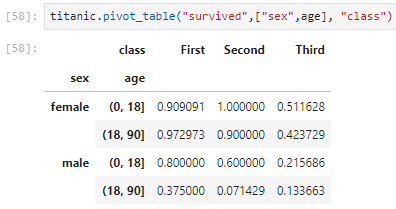 [58]: titanic.pivot_table("survived",["sex",age], "class")
[58]:
class First Second Third
sex age
female (0, 18] 0.909091 1.000000 0.511628
(18, 90] 0.972973 0.900000 0.423729
male (0, 18] 0.800000 0.600000 0.215686
(18, 90] 0.375000 0.071429 0.133663